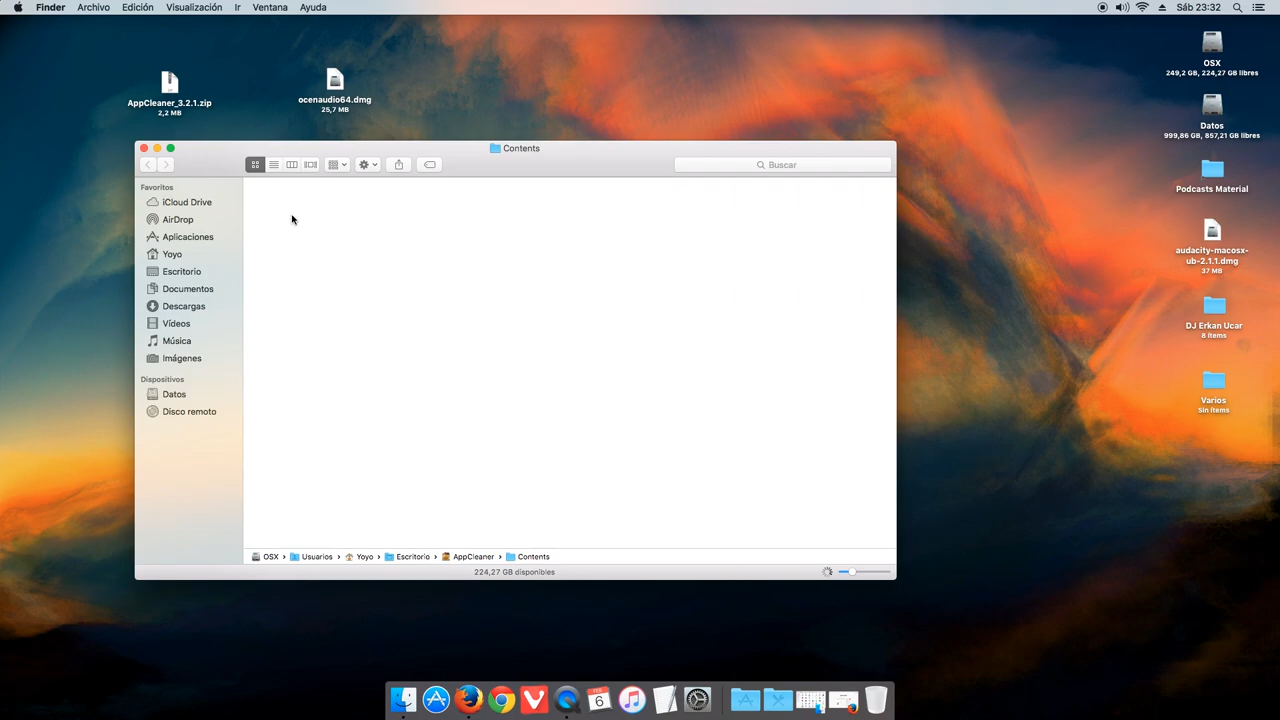 Finder Archivo Edición Visualización Ir Ventana Ayuda Sáb 23:32
AppCleaner_3.2.1.zip
2,2 MB
ocenaudio64.dmg
25,7 MB
OSX
249,2 GB, 224,27 GB libres
Datos
999,86 GB, 857,21 GB libres
Podcasts Material
audacity-macosx-
ub-2.1.1.dmg
37 MB
DJ Erkan Ucar
8 ítems
Varios
Sin ítems
Contents
Buscar
Favoritos
iCloud Drive
AirDrop
Aplicaciones
Yoyo
Escritorio
Documentos
Descargas
Vídeos
Música
Imágenes
Dispositivos
Datos
Disco remoto
OSX › Usuarios › Yoyo › Escritorio › AppCleaner › Contents
224,27 GB disponibles
FEB
6